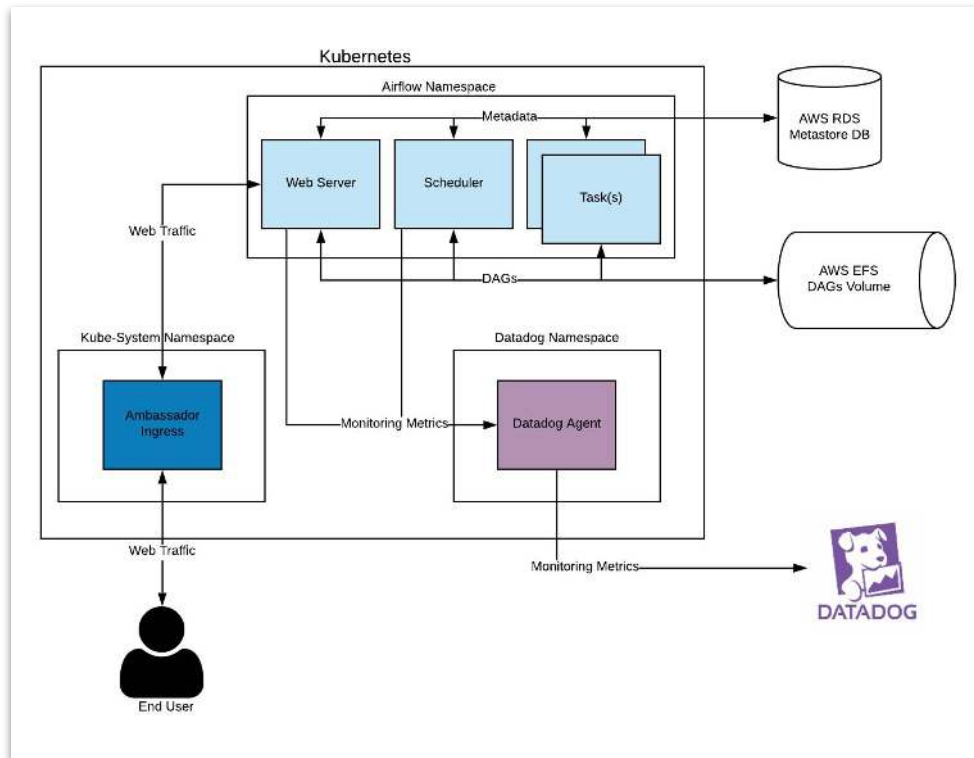 Kubernetes
Airflow Namespace
Metadata
AWS RDS
Metastore DB
Web Server
Scheduler
Task(s)
Web Traffic
DAGs
AWS EFS
DAGs Volume
Kube-System Namespace
Datadog Namespace
Ambassador
Ingress
Monitoring Metrics
Datadog Agent
Web Traffic
Monitoring Metrics
DATADOG
End User